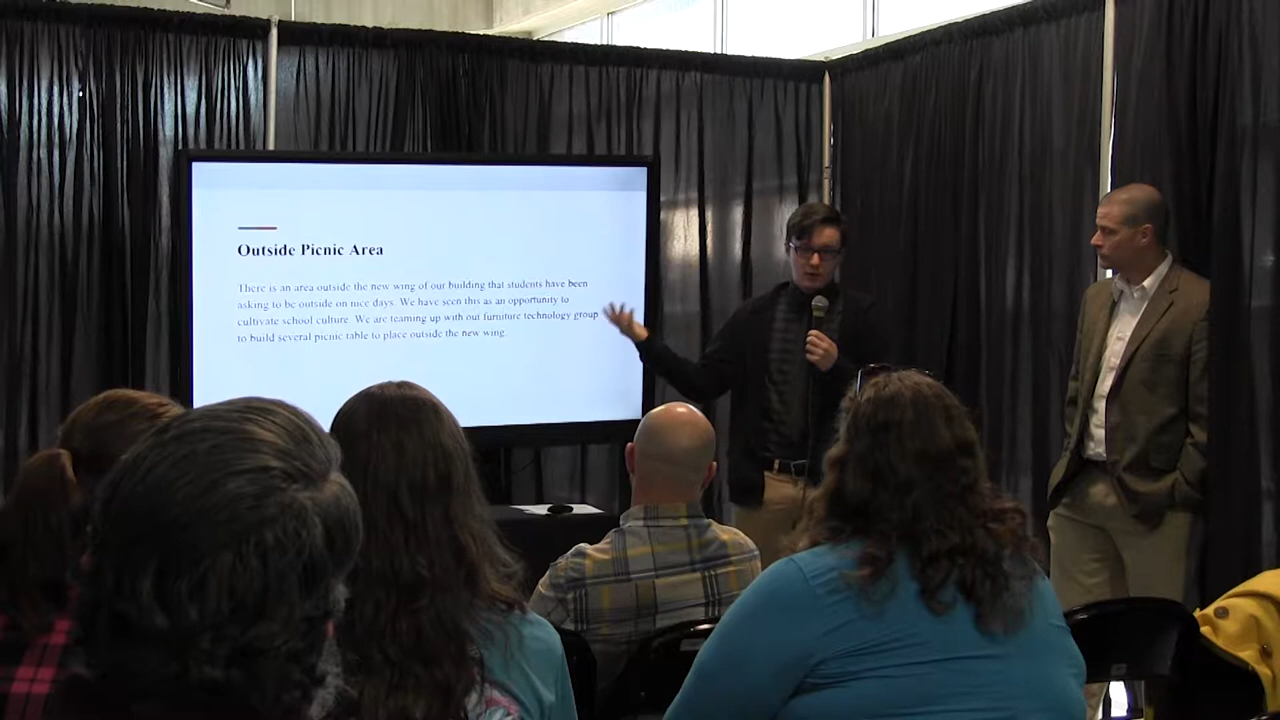 Outside Picnic Area
There is an area outside the new wing of our building that students have been
asking to be outside on nice days. We have seen this as an opportunity to
cultivate school culture. We are teaming up with our furniture technology group
to build several picnic table to place outside the new wing.